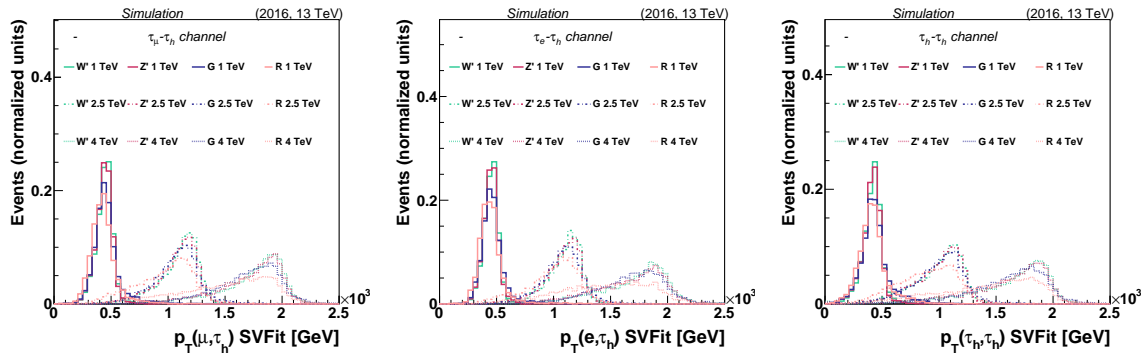 Simulation (2016, 13 TeV)
Events (normalized units)
- τμ-τh channel
W' 1 TeV Z' 1 TeV G 1 TeV R 1 TeV
W' 2.5 TeV Z' 2.5 TeV G 2.5 TeV R 2.5 TeV
W' 4 TeV Z' 4 TeV G 4 TeV R 4 TeV
0.4
0.2
0
0 0.5 1 1.5 2 2.5
×10³
pT(μ,τh) SVFit [GeV]
Simulation (2016, 13 TeV)
Events (normalized units)
- τe-τh channel
W' 1 TeV Z' 1 TeV G 1 TeV R 1 TeV
W' 2.5 TeV Z' 2.5 TeV G 2.5 TeV R 2.5 TeV
W' 4 TeV Z' 4 TeV G 4 TeV R 4 TeV
0.4
0.2
0
0 0.5 1 1.5 2 2.5
×10³
pT(e,τh) SVFit [GeV]
Simulation (2016, 13 TeV)
Events (normalized units)
- τh-τh channel
W' 1 TeV Z' 1 TeV G 1 TeV R 1 TeV
W' 2.5 TeV Z' 2.5 TeV G 2.5 TeV R 2.5 TeV
W' 4 TeV Z' 4 TeV G 4 TeV R 4 TeV
0.4
0.2
0
0 0.5 1 1.5 2 2.5
×10³
pT(τh,τh) SVFit [GeV]